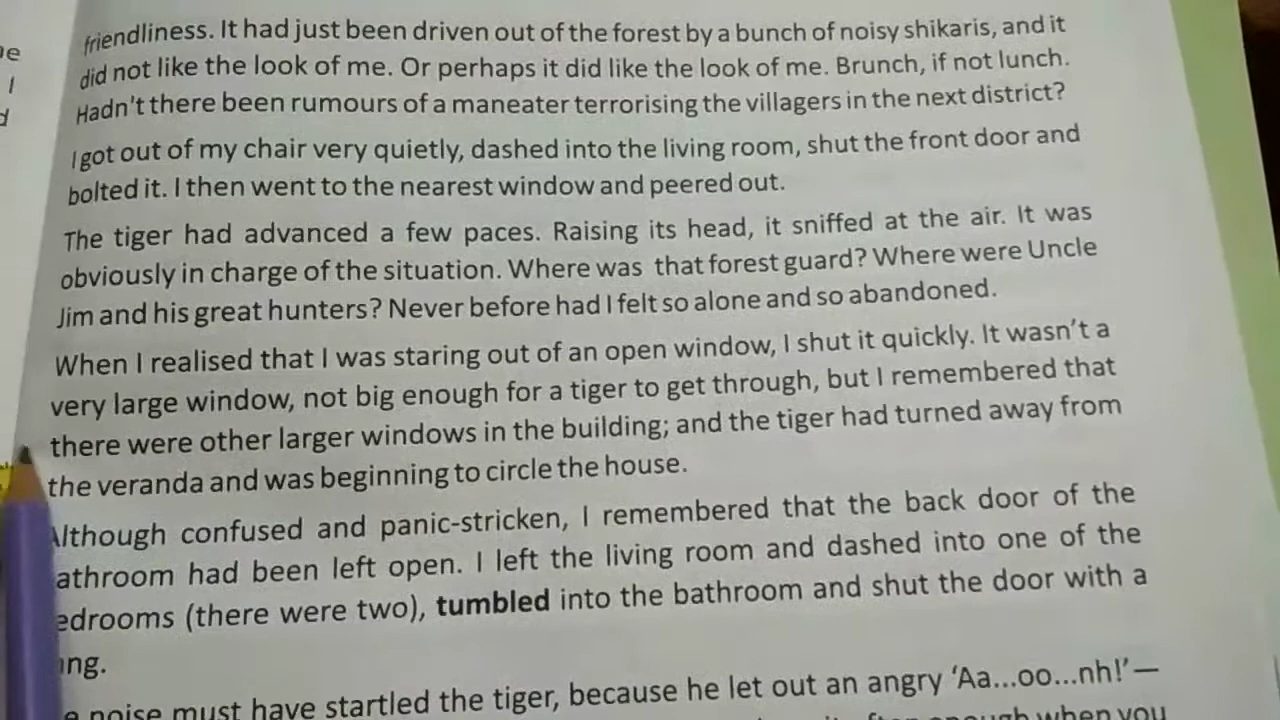 friendliness. It had just been driven out of the forest by a bunch of noisy shikaris, and it
did not like the look of me. Or perhaps it did like the look of me. Brunch, if not lunch.
Hadn't there been rumours of a maneater terrorising the villagers in the next district?
I got out of my chair very quietly, dashed into the living room, shut the front door and
bolted it. I then went to the nearest window and peered out.
The tiger had advanced a few paces. Raising its head, it sniffed at the air. It was
obviously in charge of the situation. Where was that forest guard? Where were Uncle
Jim and his great hunters? Never before had I felt so alone and so abandoned.
When I realised that I was staring out of an open window, I shut it quickly. It wasn't a
very large window, not big enough for a tiger to get through, but I remembered that
there were other larger windows in the building; and the tiger had turned away from
the veranda and was beginning to circle the house.
lthough confused and panic-stricken, I remembered that the back door of the
athroom had been left open. I left the living room and dashed into one of the
edrooms (there were two), tumbled into the bathroom and shut the door with a
ng.
e noise must have startled the tiger, because he let out an angry 'Aa...oo...nh!'—
enough when you